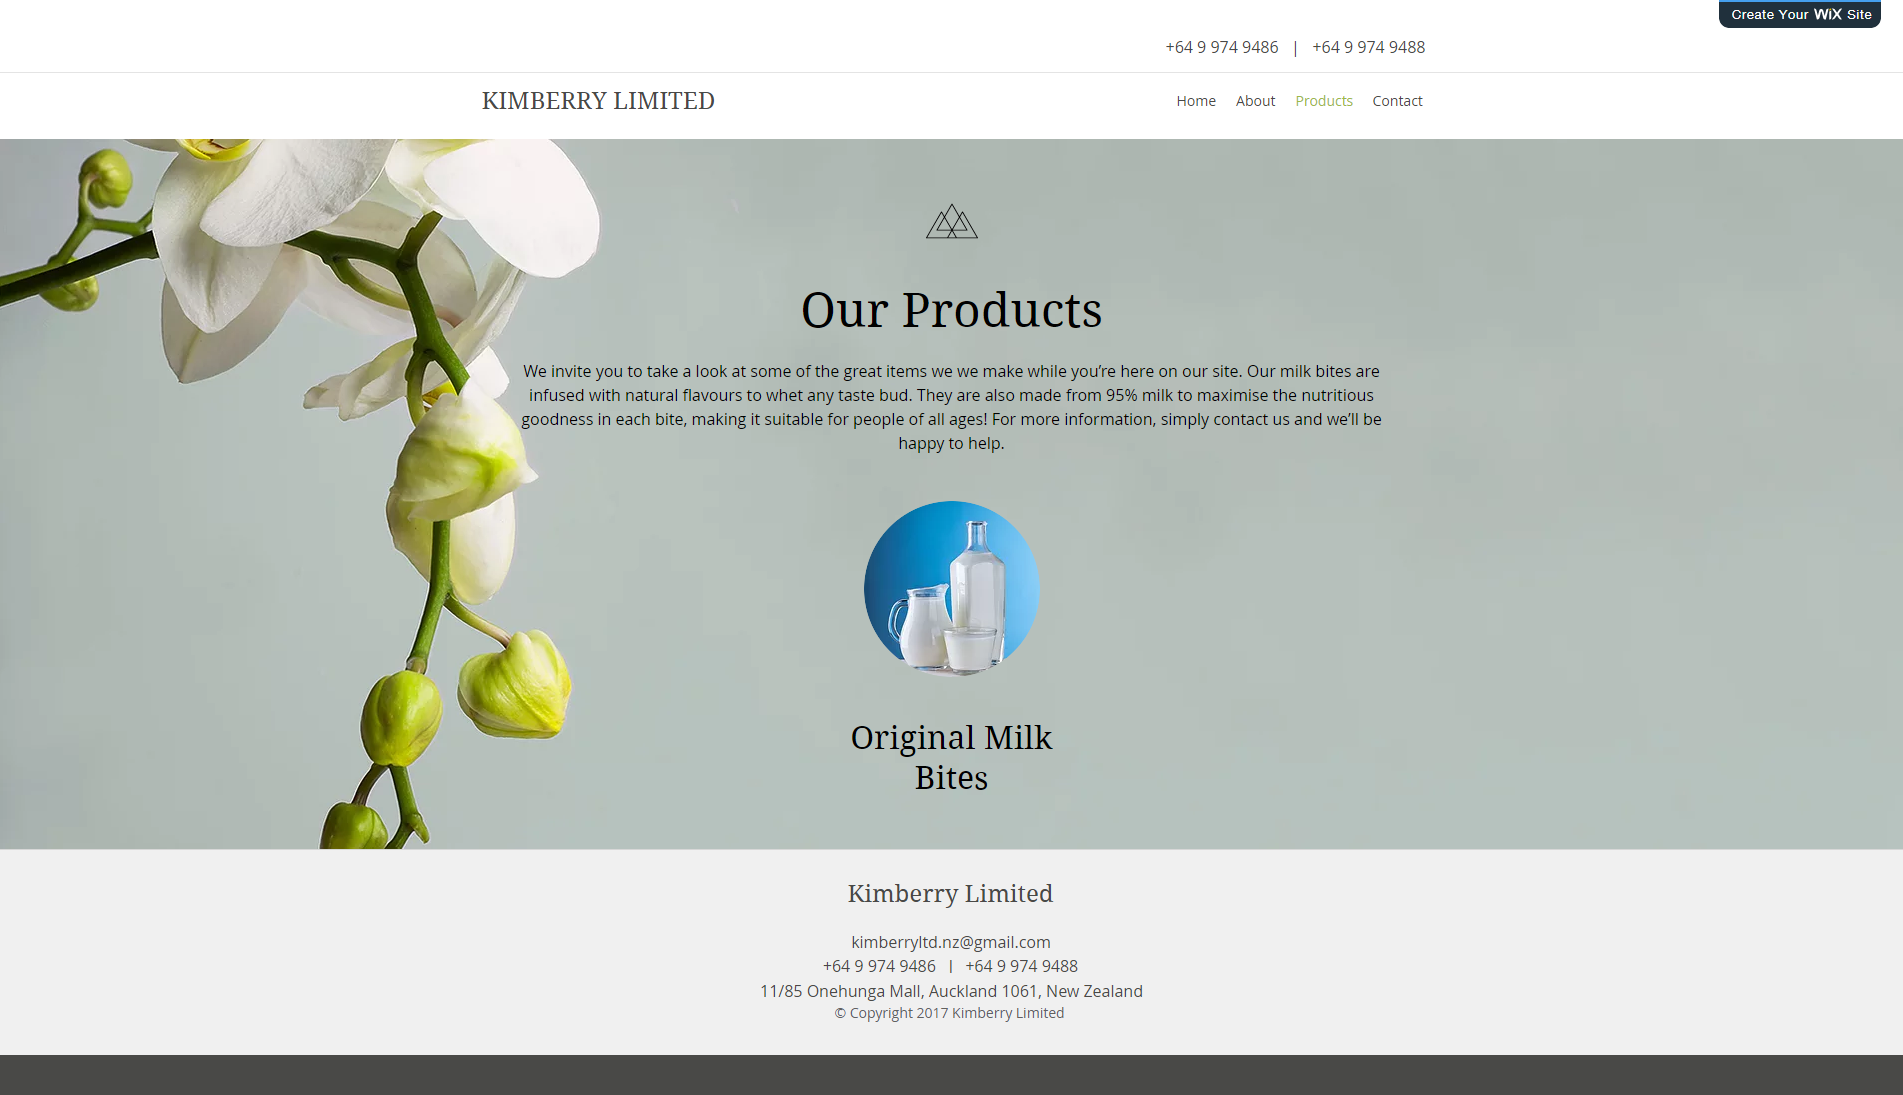 Create Your WiX Site
+64 9 974 9486 | +64 9 974 9488
KIMBERRY LIMITED
Home About Products Contact
Our Products
We invite you to take a look at some of the great items we we make while you’re here on our site. Our milk bites are
infused with natural flavours to whet any taste bud. They are also made from 95% milk to maximise the nutritious
goodness in each bite, making it suitable for people of all ages! For more information, simply contact us and we’ll be
happy to help.
Original Milk
Bites
Kimberry Limited
kimberryltd.nz@gmail.com
+64 9 974 9486 | +64 9 974 9488
11/85 Onehunga Mall, Auckland 1061, New Zealand
© Copyright 2017 Kimberry Limited